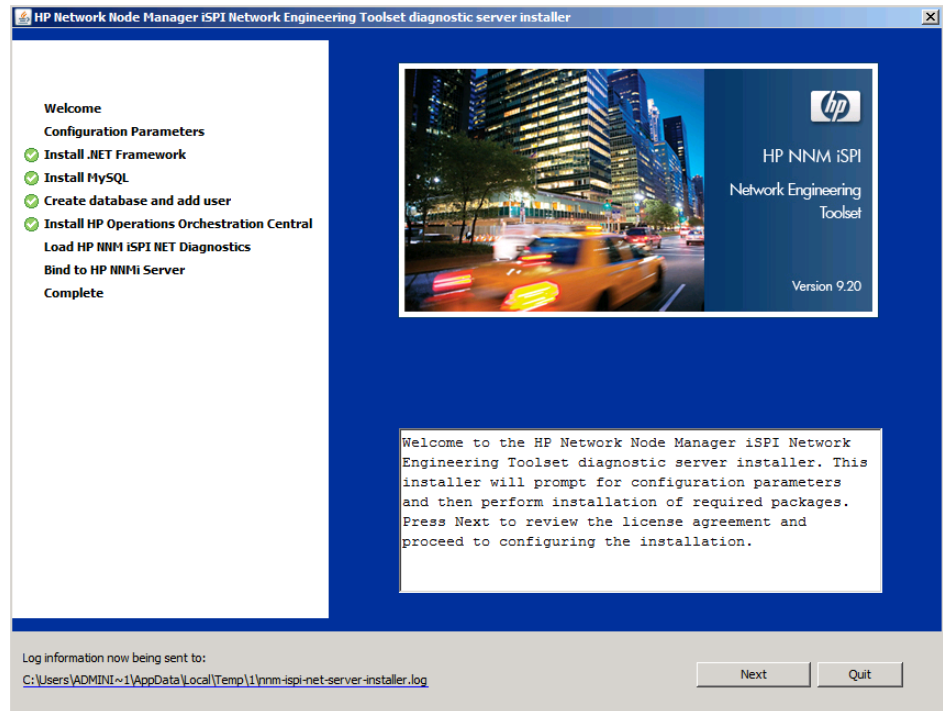 HP Network Node Manager iSPI Network Engineering Toolset diagnostic server installer
Welcome
Configuration Parameters
Install .NET Framework
Install MySQL
Create database and add user
Install HP Operations Orchestration Central
Load HP NNM iSPI NET Diagnostics
Bind to HP NNMi Server
Complete
hp
HP NNM iSPI
Network Engineering
Toolset
Version 9.20
Welcome to the HP Network Node Manager iSPI Network
Engineering Toolset diagnostic server installer. This
installer will prompt for configuration parameters
and then perform installation of required packages.
Press Next to review the license agreement and
proceed to configuring the installation.
Log information now being sent to:
C:\Users\ADMINI~1\AppData\Local\Temp\1\nnm-ispi-net-server-installer.log
Next
Quit